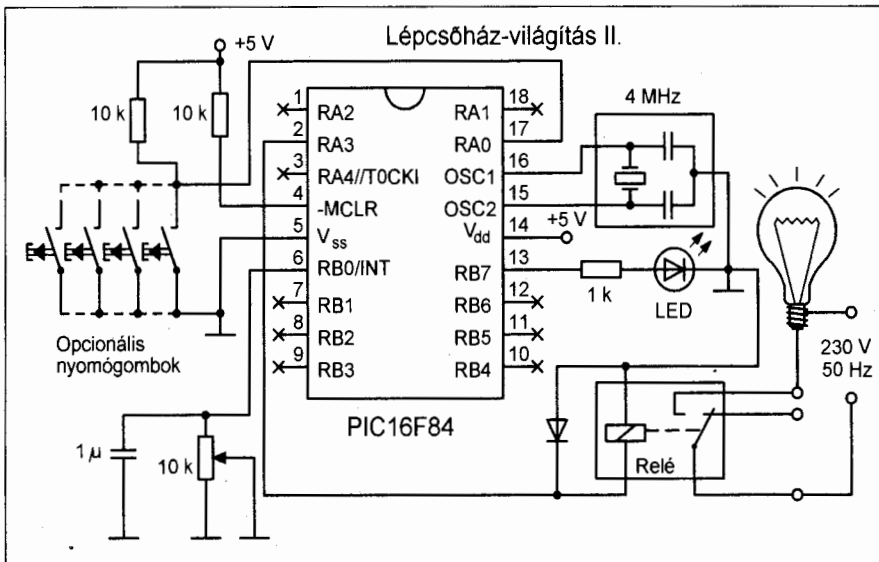 Lépcsőház-világítás II.
+5 V
10 k
10 k
1
RA2
2
RA3
3
RA4//T0CKI
4
-MCLR
5
Vss
6
RB0/INT
7
RB1
8
RB2
9
RB3
18
RA1
17
RA0
16
OSC1
15
OSC2
14
Vdd
13
RB7
12
RB6
11
RB5
10
RB4
PIC16F84
4 MHz
+5 V
1 k
LED
230 V
50 Hz
Relé
Opcionális
nyomógombok
1 µ
10 k